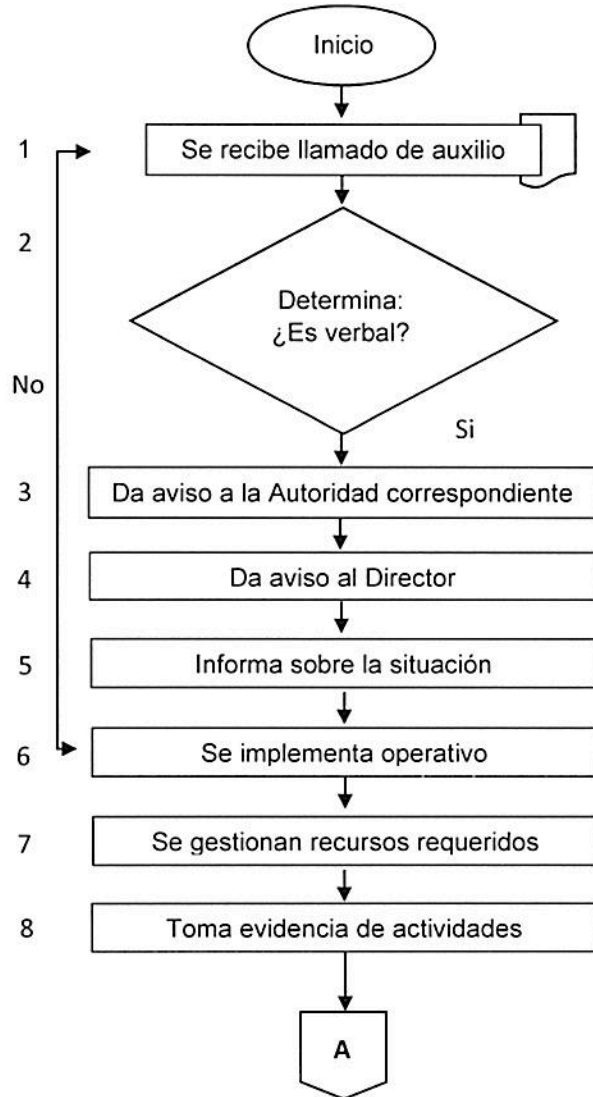 Inicio
1 Se recibe llamado de auxilio
2
Determina:
¿Es verbal?
No
Si
3 Da aviso a la Autoridad correspondiente
4 Da aviso al Director
5 Informa sobre la situación
6 Se implementa operativo
7 Se gestionan recursos requeridos
8 Toma evidencia de actividades
A